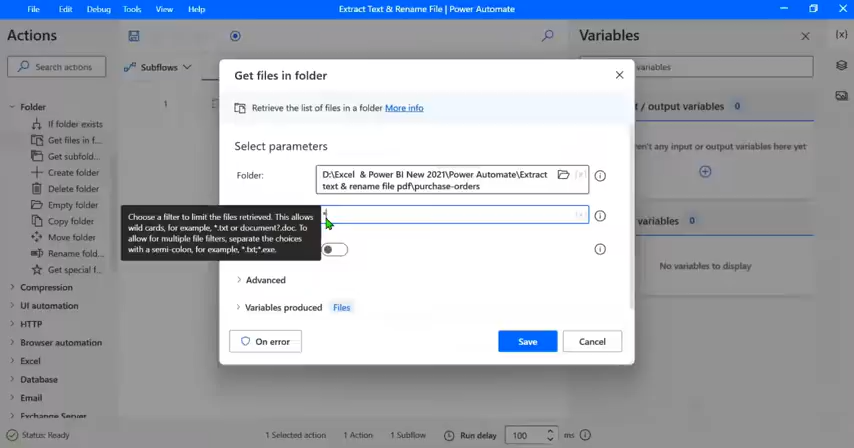 File Edit Debug Tools View Help
Extract Text & Rename File | Power Automate
Actions
Search actions
Subflows
1
Folder
If folder exists
Get files in f...
Get subfold...
Create folder
Delete folder
Empty folder
Copy folder
Move folder
Rename fold...
Get special f...
Compression
UI automation
HTTP
Browser automation
Excel
Database
Email
Exchange Server
Get files in folder
Retrieve the list of files in a folder More info
Select parameters
Folder:
D:\Excel & Power BI New 2021\Power Automate\Extract
text & rename file pdf\purchase-orders
*
Choose a filter to limit the files retrieved. This allows
wild cards, for example, *.txt or document?.doc. To
allow for multiple file filters, separate the choices
with a semi-colon, for example, *.txt;*.exe.
Advanced
Variables produced Files
On error
Save
Cancel
Variables
{x}
variables
t / output variables 0
n't any input or output variables here yet
variables 0
No variables to display
Status: Ready
1 Selected action
1 Action
1 Subflow
Run delay
100
ms